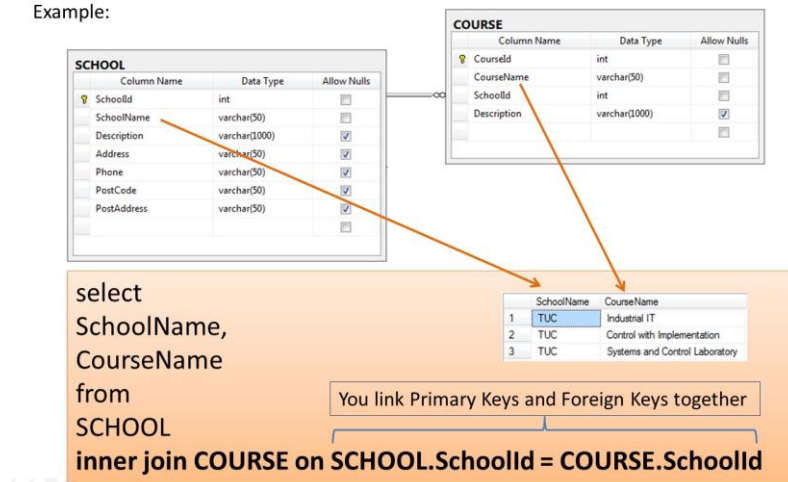 Example:
SCHOOL
Column Name Data Type Allow Nulls
SchoolId int
SchoolName varchar(50)
Description varchar(1000)
Address varchar(50)
Phone varchar(50)
PostCode varchar(50)
PostAddress varchar(50)
COURSE
Column Name Data Type Allow Nulls
CourseId int
CourseName varchar(50)
SchoolId int
Description varchar(1000)
select
SchoolName,
CourseName
from
SCHOOL
inner join COURSE on SCHOOL.SchoolId = COURSE.SchoolId
SchoolName CourseName
1 TUC Industrial IT
2 TUC Control with Implementation
3 TUC Systems and Control Laboratory
You link Primary Keys and Foreign Keys together